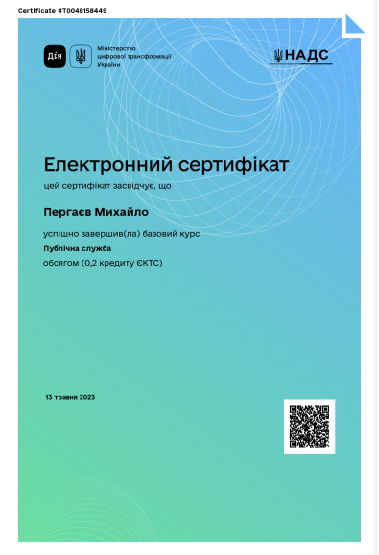 Certificate #T0048158449
Дія
Міністерство
цифрової трансформації
України
НАДС
Електронний сертифікат
цей сертифікат засвідчує, що
Пергаєв Михайло
успішно завершив(ла) базовий курс
Публічна служба
обсягом (0,2 кредиту ЄКТС)
13 травня 2023